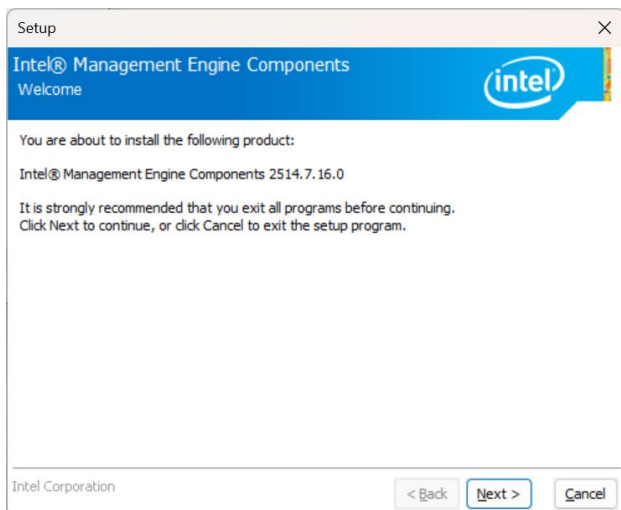 Setup
Intel® Management Engine Components
Welcome
intel
You are about to install the following product:
Intel® Management Engine Components 2514.7.16.0
It is strongly recommended that you exit all programs before continuing.
Click Next to continue, or click Cancel to exit the setup program.
Intel Corporation
< Back Next > Cancel